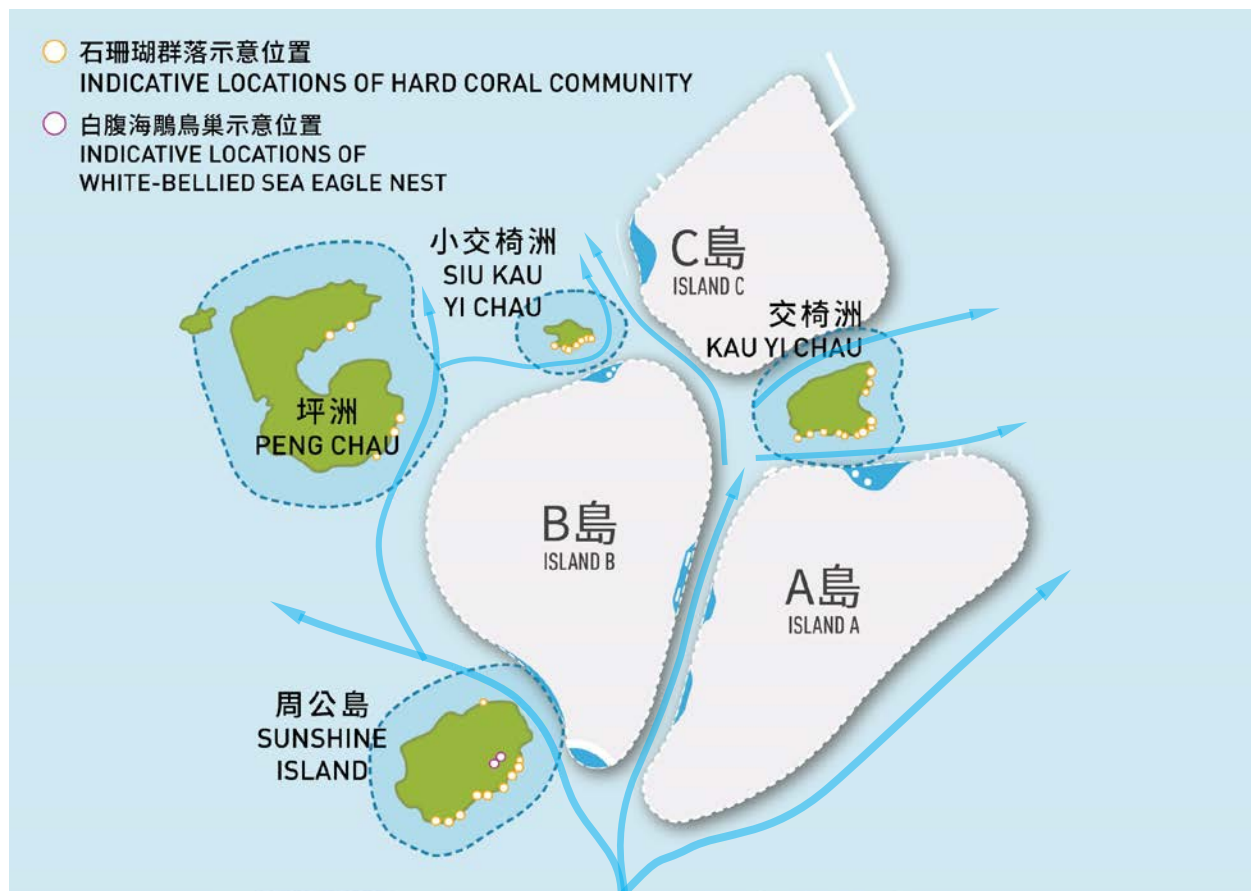 石珊瑚群落示意位置
INDICATIVE LOCATIONS OF HARD CORAL COMMUNITY
白腹海鵰鳥巢示意位置
INDICATIVE LOCATIONS OF
WHITE-BELLIED SEA EAGLE NEST
小交椅洲
SIU KAU
YI CHAU
C島
ISLAND C
交椅洲
KAU YI CHAU
坪洲
PENG CHAU
B島
ISLAND B
A島
ISLAND A
周公島
SUNSHINE
ISLAND